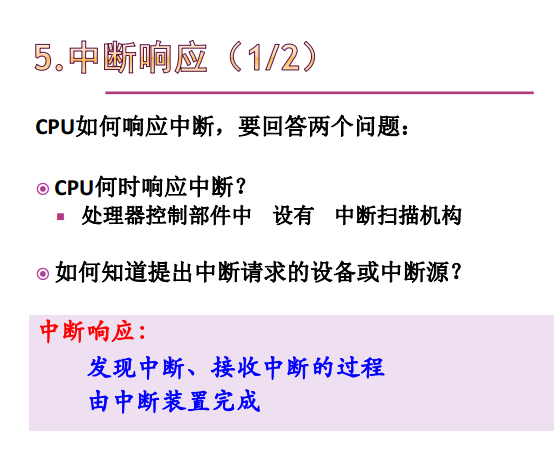 5.中断响应（1/2）
CPU如何响应中断，要回答两个问题：
CPU何时响应中断？
处理器控制部件中 设有 中断扫描机构
如何知道提出中断请求的设备或中断源？
中断响应：
发现中断、接收中断的过程
由中断装置完成